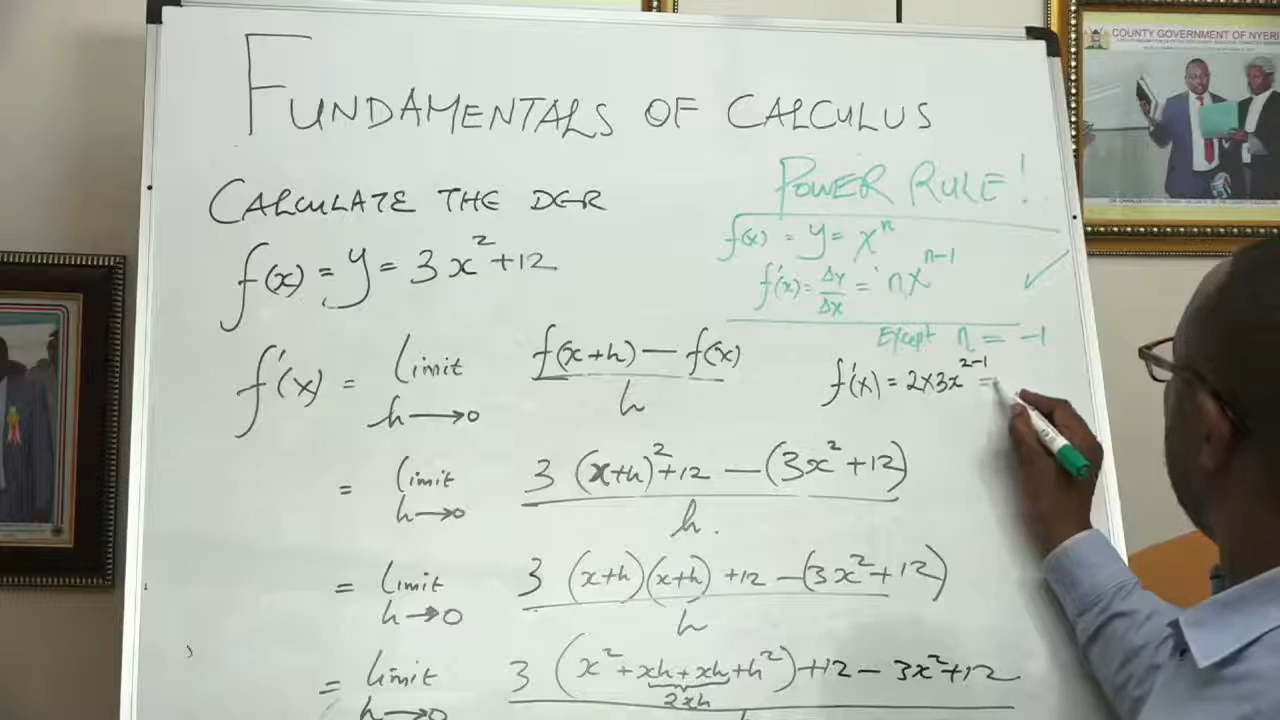 FUNDAMENTALS OF CALCULUS
CALCULATE THE DER
f(x) = y = 3x²+12
f'(x) = Limit h→0 f(x+h) − f(x) / h
= Limit h→0 3 (x+h)²+12 − (3x²+12) / h.
= Limit h→0 3 (x+h)(x+h) +12 − (3x²+12) / h
= Limit h→0 3 (x²+xh+xh+h²)+12 − 3x²+12
2xh
POWER RULE!
f(x) = y = xⁿ
f'(x) = Δy/Δx = nxⁿ⁻¹
Except n = −1
f'(x) = 2×3x²⁻¹ =
COUNTY GOVERNMENT OF NYERI